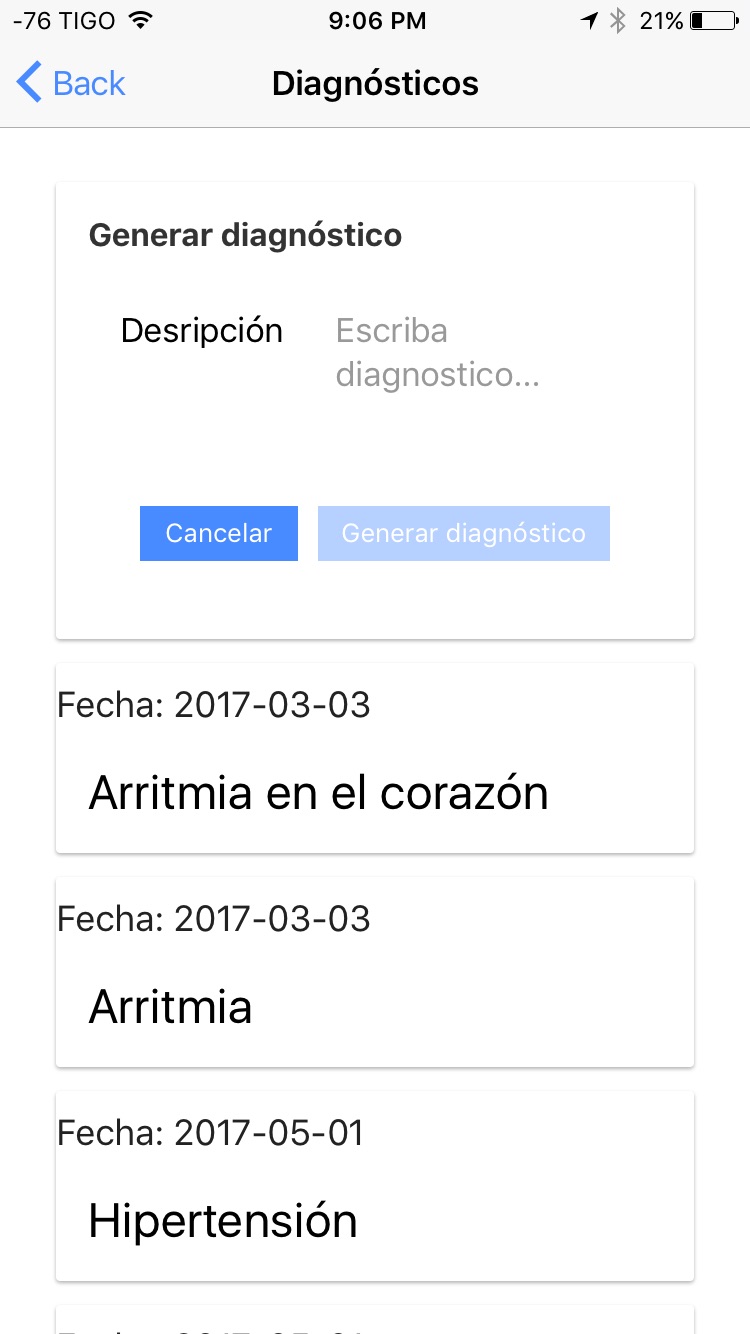 -76 TIGO 9:06 PM 21%
Back Diagnósticos
Generar diagnóstico
Desripción Escriba
diagnostico...
Cancelar Generar diagnóstico
Fecha: 2017-03-03
Arritmia en el corazón
Fecha: 2017-03-03
Arritmia
Fecha: 2017-05-01
Hipertensión